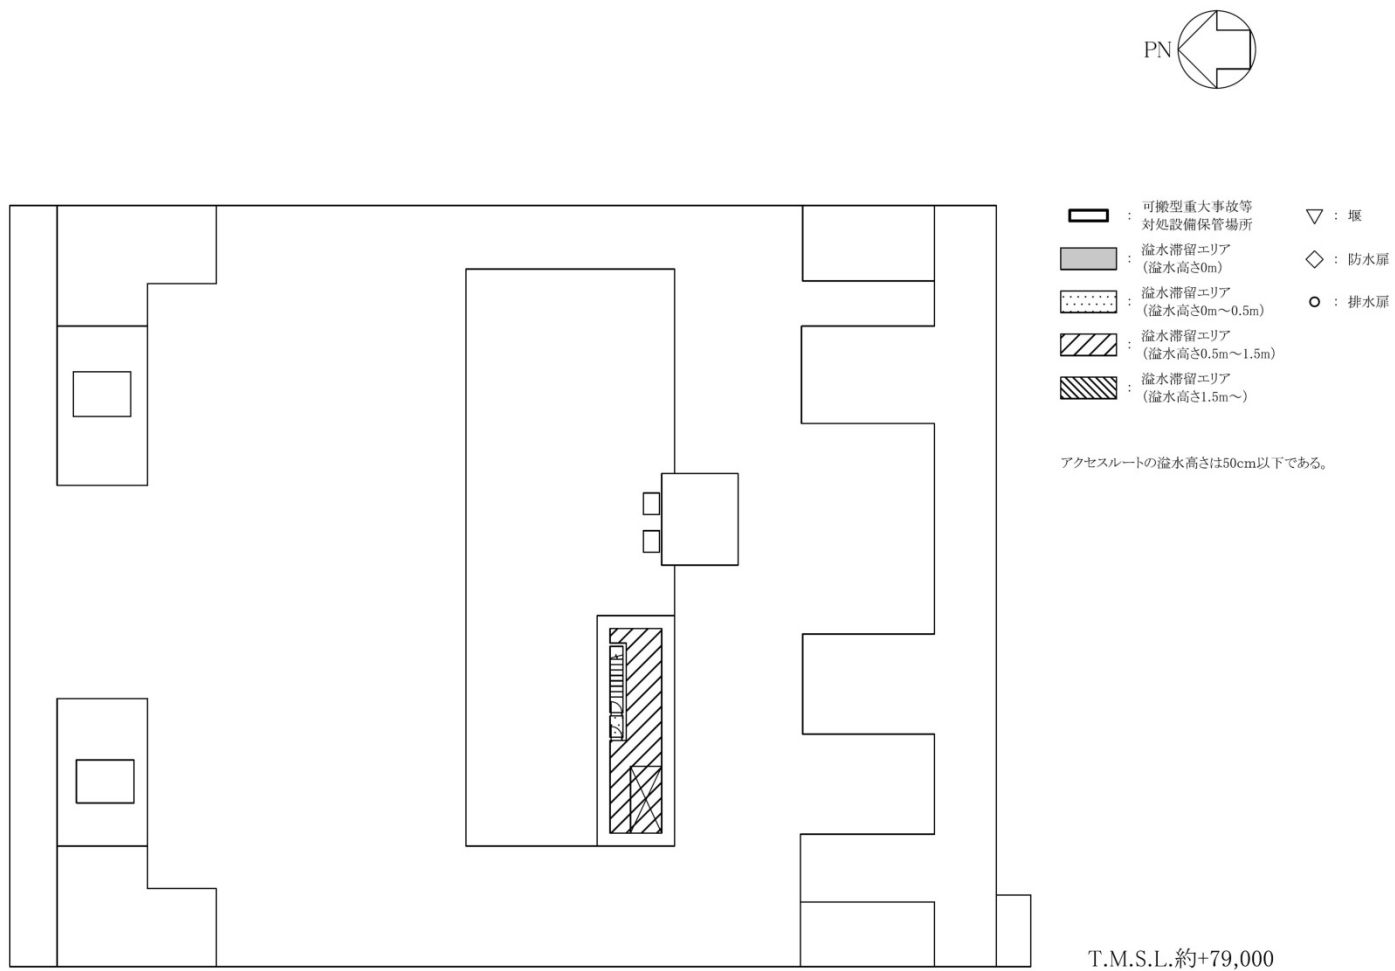 PN
： 可搬型重大事故等
対処設備保管場所
： 溢水滞留エリア
（溢水高さ0m）
： 溢水滞留エリア
（溢水高さ0m～0.5m）
： 溢水滞留エリア
（溢水高さ0.5m～1.5m）
： 溢水滞留エリア
（溢水高さ1.5m～）
： 堰
： 防水扉
： 排水扉
アクセスルートの溢水高さは50cm以下である。
T.M.S.L.約+79,000